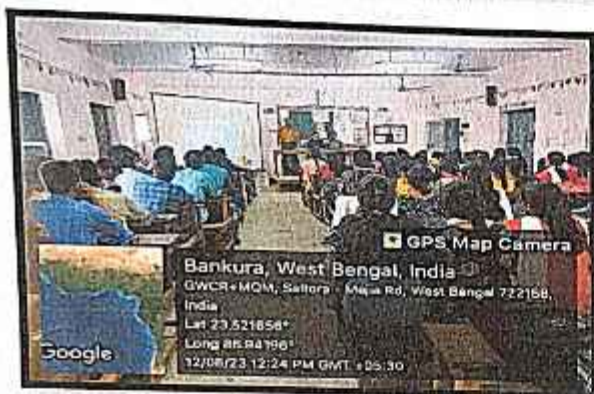 GPS Map Camera
Bankura, West Bengal, India
GWCR+MQM, Saltora - Mejia Rd, West Bengal 722158,
India
Lat 23.521656°
Long 86.94196°
12/08/23 12:24 PM GMT +05:30
Google